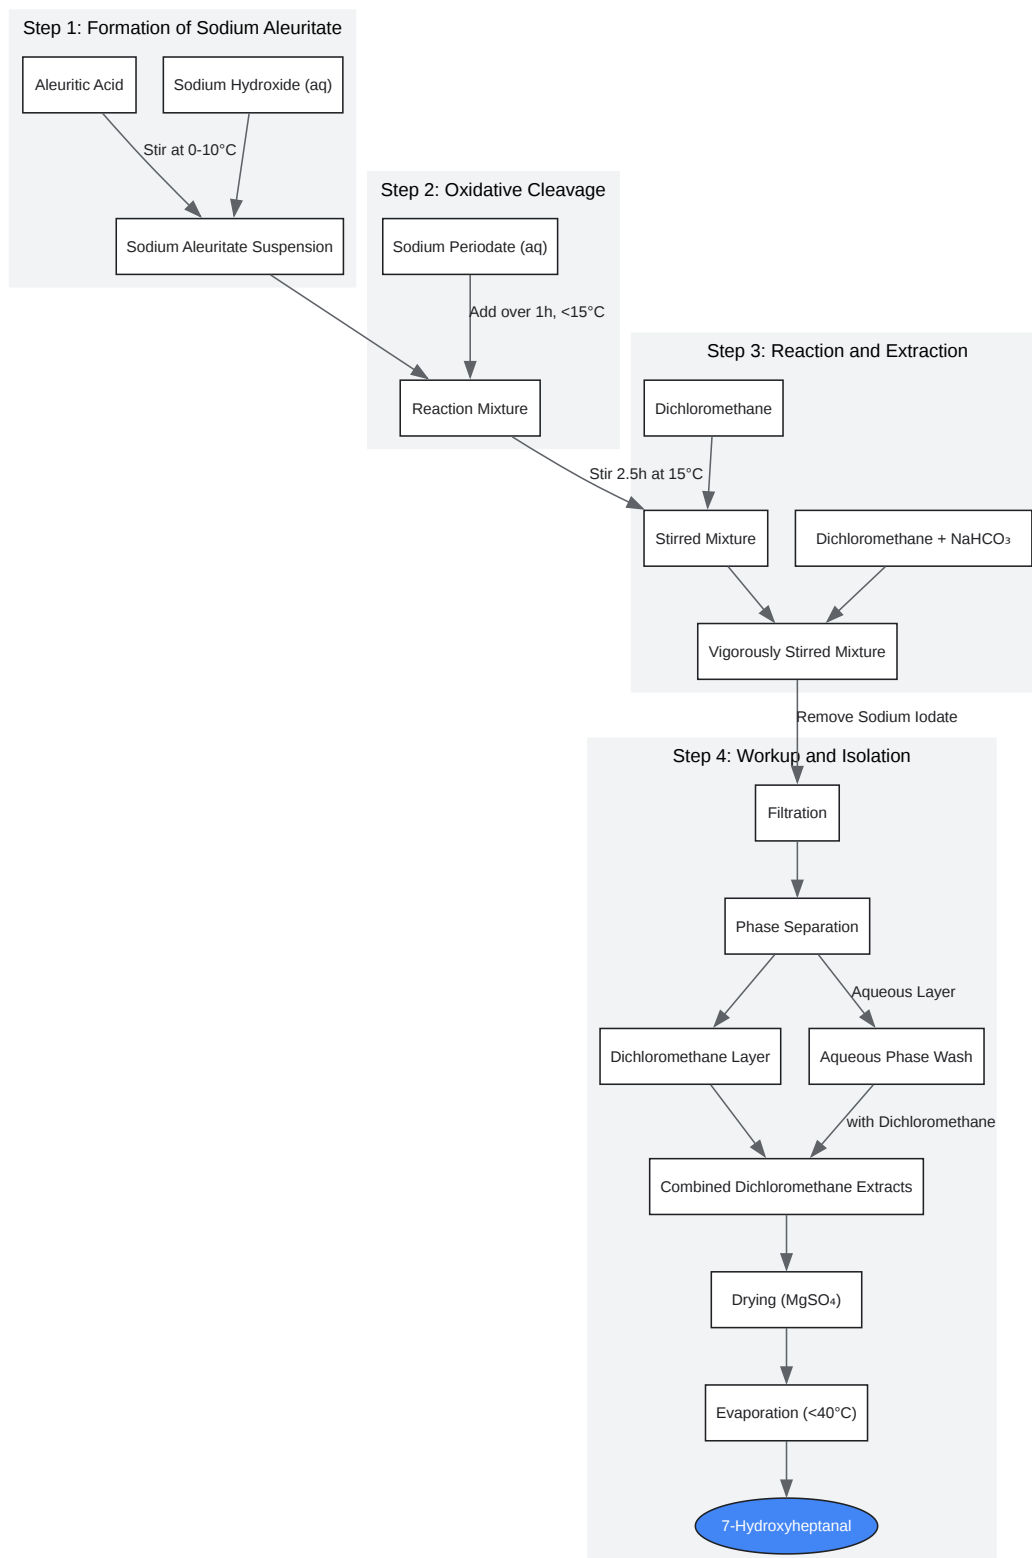 Step 1: Formation of Sodium Aleuritate
Aleuritic Acid
Sodium Hydroxide (aq)
Stir at 0-10°C
Sodium Aleuritate Suspension
Step 2: Oxidative Cleavage
Sodium Periodate (aq)
Add over 1h, <15°C
Reaction Mixture
Step 3: Reaction and Extraction
Dichloromethane
Stir 2.5h at 15°C
Stirred Mixture
Dichloromethane + NaHCO₃
Vigorously Stirred Mixture
Remove Sodium Iodate
Step 4: Workup and Isolation
Filtration
Phase Separation
Aqueous Layer
Dichloromethane Layer
Aqueous Phase Wash
with Dichloromethane
Combined Dichloromethane Extracts
Drying (MgSO₄)
Evaporation (<40°C)
7-Hydroxyheptanal